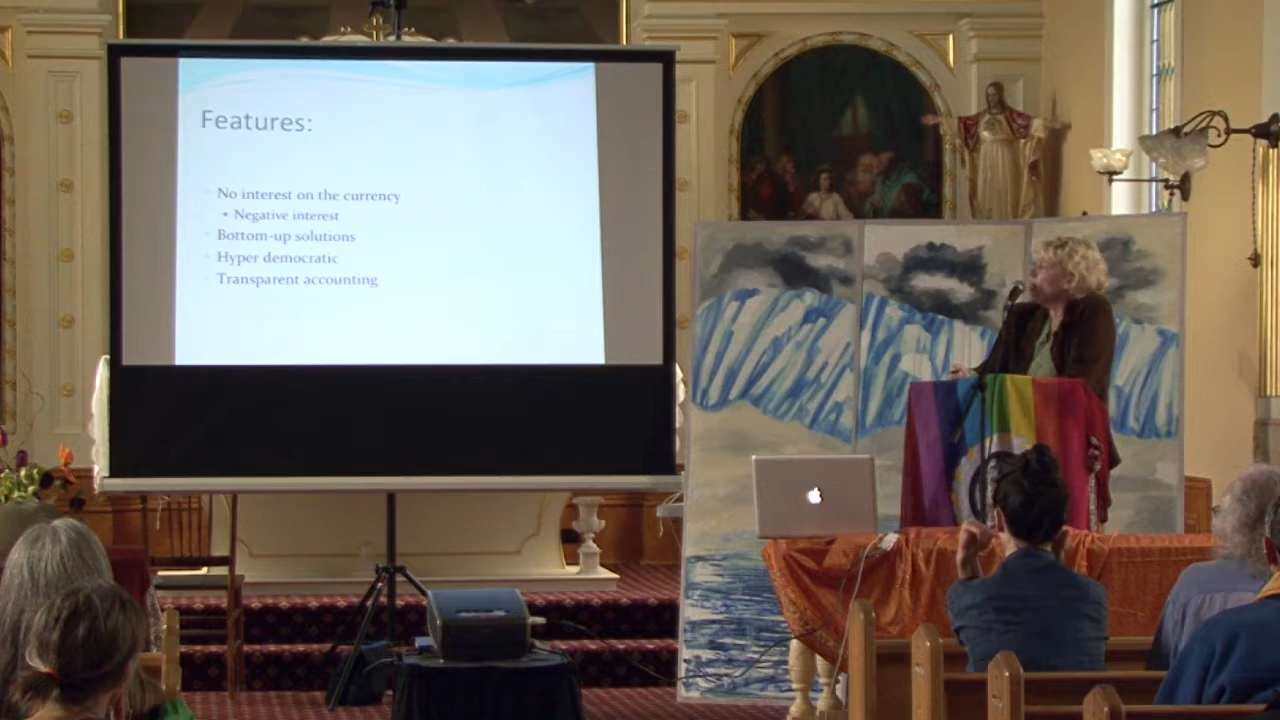 Features:
No interest on the currency
• Negative interest
Bottom-up solutions
Hyper democratic
Transparent accounting